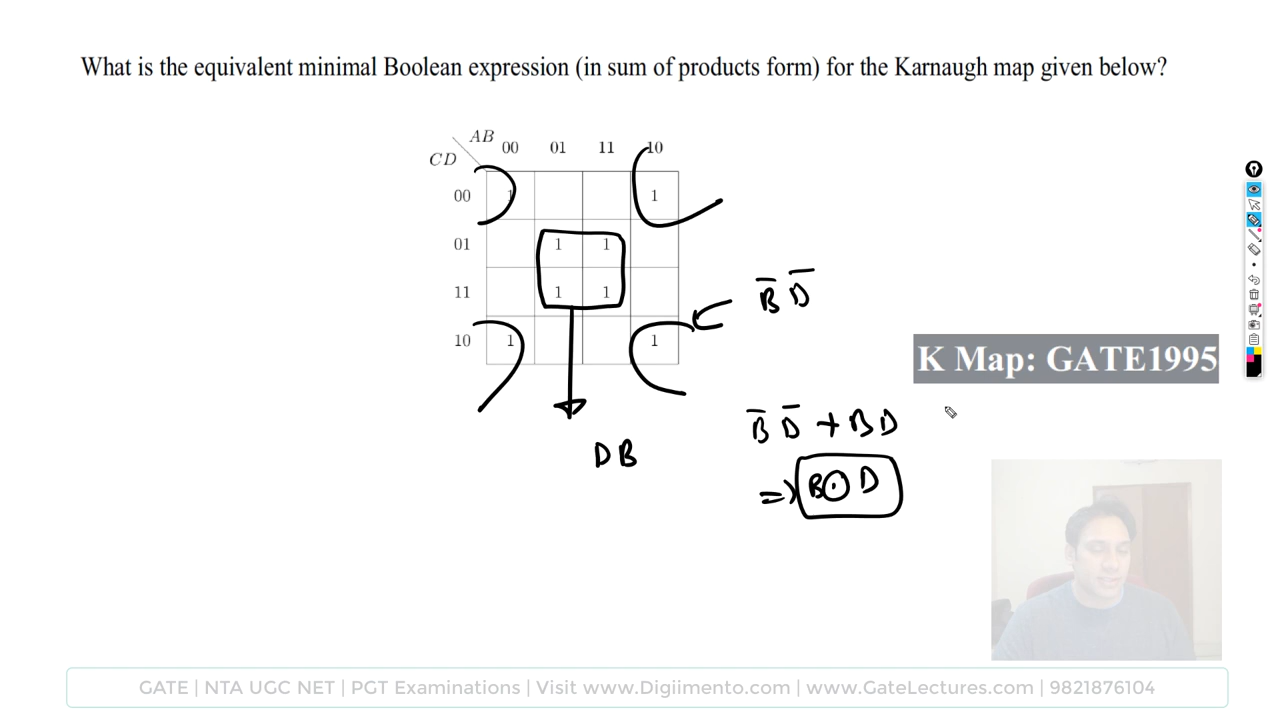 What is the equivalent minimal Boolean expression (in sum of products form) for the Karnaugh map given below?
AB
CD
00 01 11 10
00 1 1
01 1 1
11 1 1
10 1 1
B̅ D̅
K Map: GATE1995
B̅ D̅ + BD
DB
=> B⊙D
GATE | NTA UGC NET | PGT Examinations | Visit www.Digiimento.com | www.GateLectures.com | 9821876104